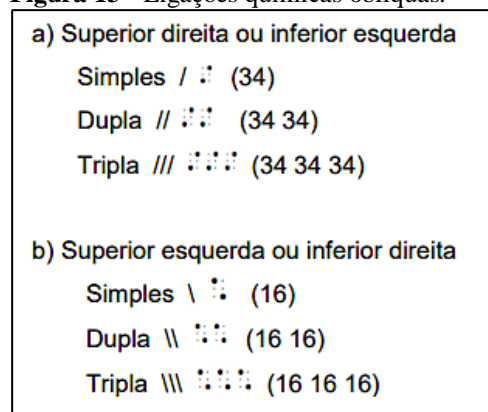 Figura 15 - Ligações químicas oblíquas.
a) Superior direita ou inferior esquerda
Simples / ⠌ (34)
Dupla // ⠌⠌ (34 34)
Tripla /// ⠌⠌⠌ (34 34 34)
b) Superior esquerda ou inferior direita
Simples \ ⠡ (16)
Dupla \\ ⠡⠡ (16 16)
Tripla \\\ ⠡⠡⠡ (16 16 16)